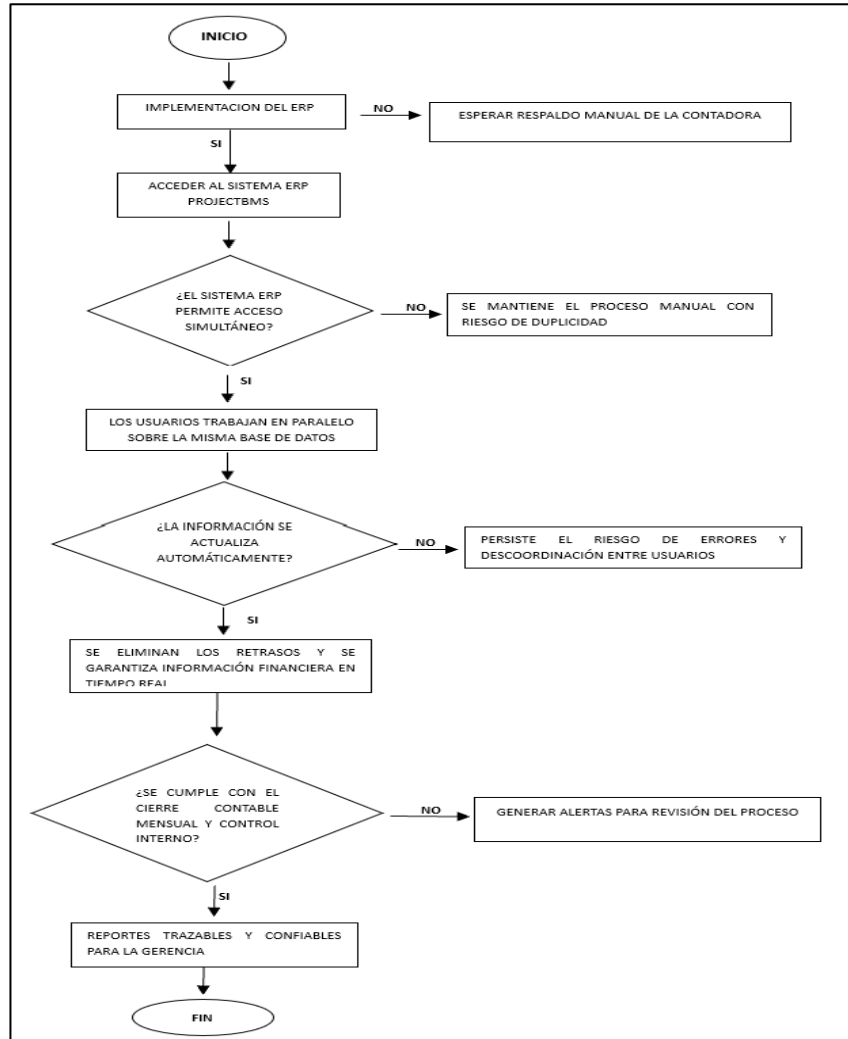 INICIO
IMPLEMENTACION DEL ERP
NO
ESPERAR RESPALDO MANUAL DE LA CONTADORA
SI
ACCEDER AL SISTEMA ERP
PROJECTBMS
¿EL SISTEMA ERP
PERMITE ACCESO
SIMULTÁNEO?
NO
SE MANTIENE EL PROCESO MANUAL CON
RIESGO DE DUPLICIDAD
SI
LOS USUARIOS TRABAJAN EN PARALELO
SOBRE LA MISMA BASE DE DATOS
¿LA INFORMACIÓN SE
ACTUALIZA
AUTOMÁTICAMENTE?
NO
PERSISTE EL RIESGO DE ERRORES Y
DESCOORDINACIÓN ENTRE USUARIOS
SI
SE ELIMINAN LOS RETRASOS Y SE
GARANTIZA INFORMACIÓN FINANCIERA EN
TIEMPO REAL
¿SE CUMPLE CON EL
CIERRE CONTABLE
MENSUAL Y CONTROL
INTERNO?
NO
GENERAR ALERTAS PARA REVISIÓN DEL PROCESO
SI
REPORTES TRAZABLES Y CONFIABLES
PARA LA GERENCIA
FIN